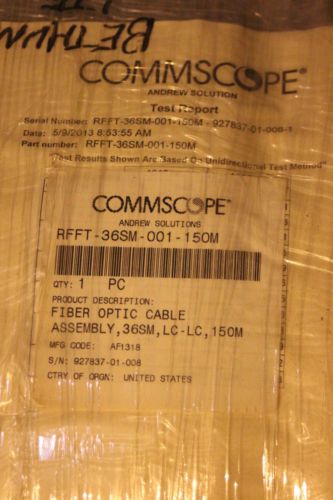 COMMSCOPE®
ANDREW SOLUTION
Test Report
Serial Number: RFFT-36SM-001-150M - 927837-01-008-1
Date: 5/9/2013 8:53:55 AM
Part number: RFFT-36SM-001-150M
Test Results Shown Are Based On Unidirectional Test Method
COMMSCOPE®
ANDREW SOLUTIONS
RFFT-36SM-001-150M
QTY: 1 PC
PRODUCT DESCRIPTION:
FIBER OPTIC CABLE
ASSEMBLY,36SM,LC-LC,150M
MFG CODE: AF1318
S/N: 927837-01-008
CTRY OF ORGN: UNITED STATES